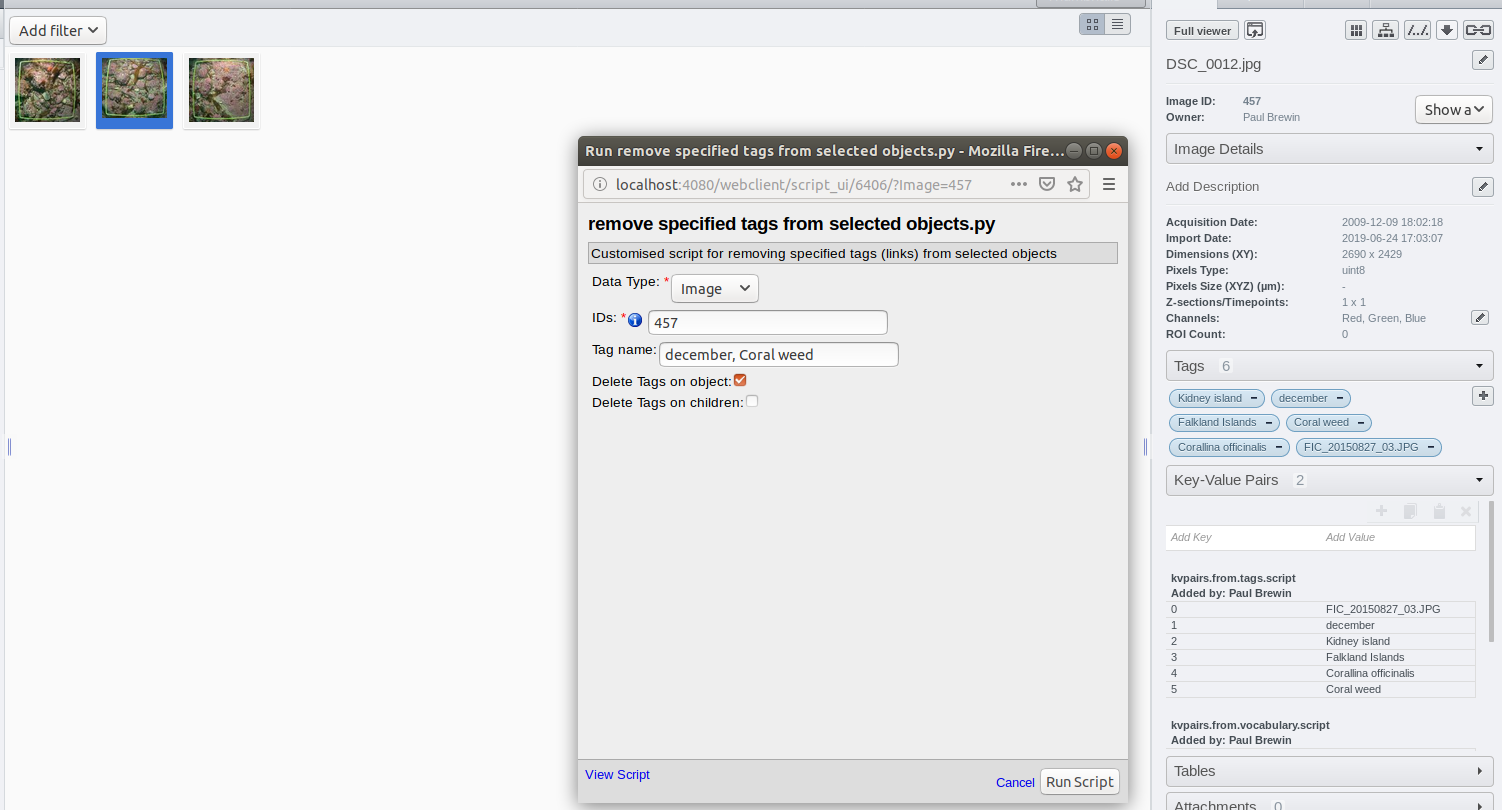 Add filter
Run remove specified tags from selected objects.py - Mozilla Fire...
localhost:4080/webclient/script_ui/6406/?Image=457
remove specified tags from selected objects.py
Customised script for removing specified tags (links) from selected objects
Data Type: * Image
IDs: * 457
Tag name: december, Coral weed
Delete Tags on object:
Delete Tags on children:
View Script
Cancel Run Script
Full viewer
DSC_0012.jpg
Image ID: 457
Owner: Paul Brewin
Show a
Image Details
Add Description
Acquisition Date: 2009-12-09 18:02:18
Import Date: 2019-06-24 17:03:07
Dimensions (XY): 2690 x 2429
Pixels Type: uint8
Pixels Size (XYZ) (µm): -
Z-sections/Timepoints: 1 x 1
Channels: Red, Green, Blue
ROI Count: 0
Tags 6
Kidney island − december −
Falkland Islands − Coral weed −
Corallina officinalis − FIC_20150827_03.JPG −
Key-Value Pairs 2
Add Key Add Value
kvpairs.from.tags.script
Added by: Paul Brewin
0 FIC_20150827_03.JPG
1 december
2 Kidney island
3 Falkland Islands
4 Corallina officinalis
5 Coral weed
kvpairs.from.vocabulary.script
Added by: Paul Brewin
Tables
Attachments 0